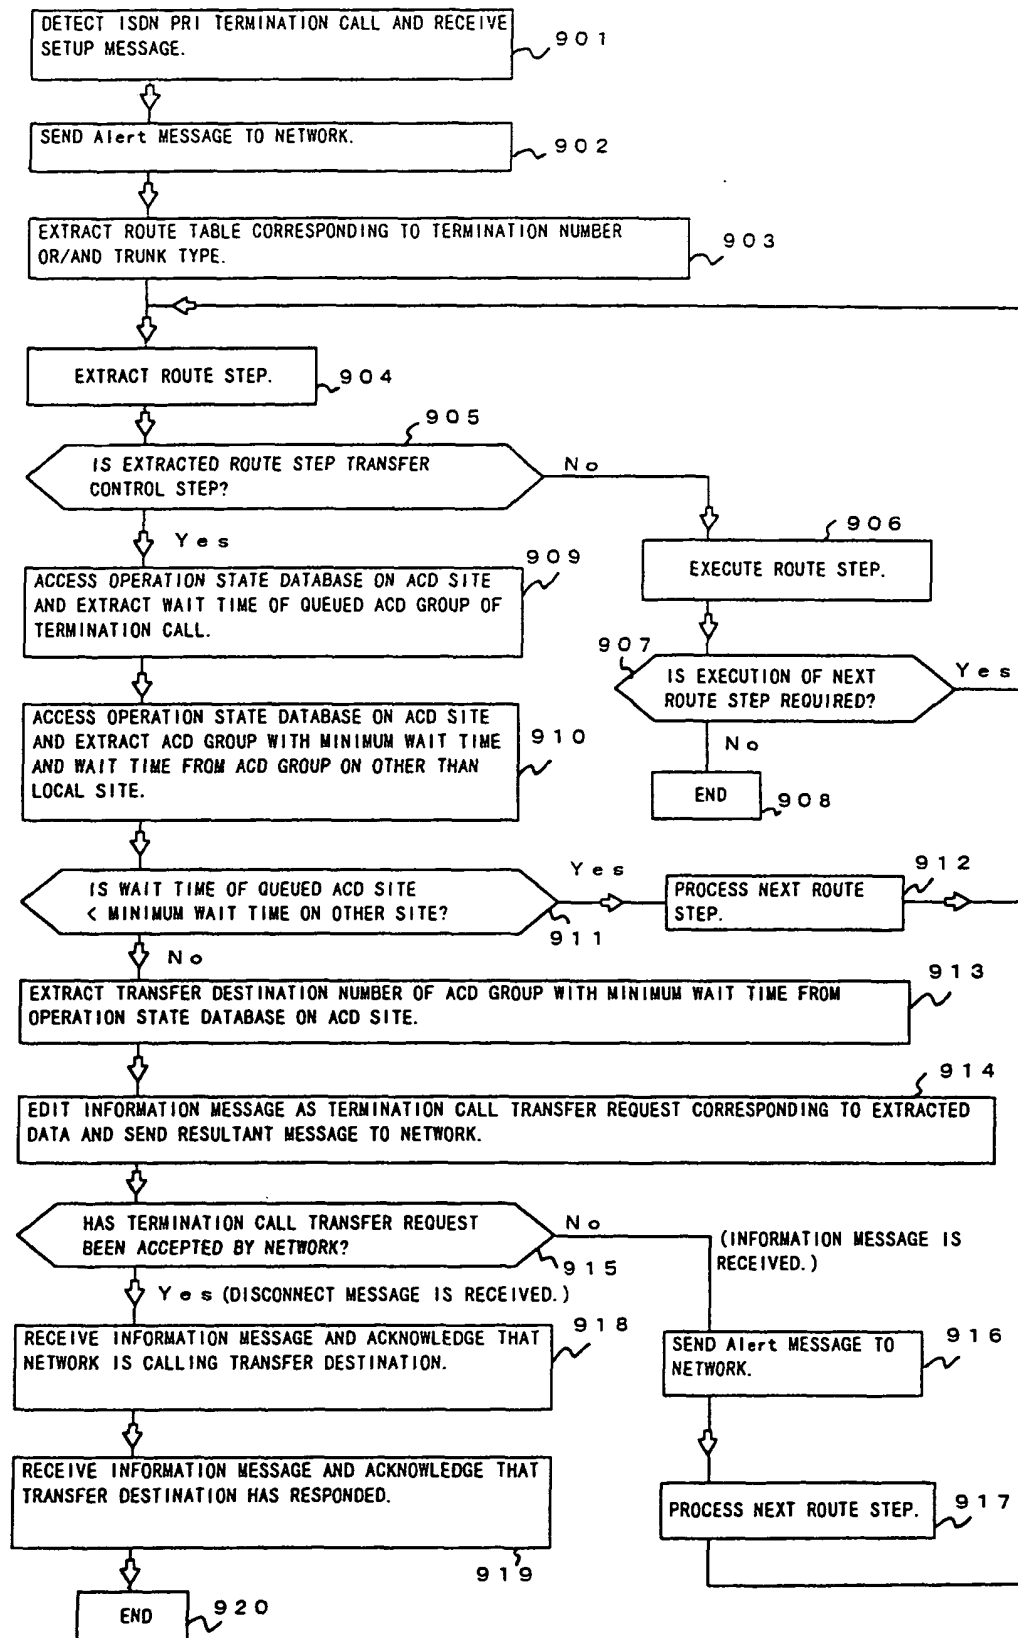 DETECT ISDN PRI TERMINATION CALL AND RECEIVE
SETUP MESSAGE.
901
SEND Alert MESSAGE TO NETWORK.
902
EXTRACT ROUTE TABLE CORRESPONDING TO TERMINATION NUMBER
OR/AND TRUNK TYPE.
903
EXTRACT ROUTE STEP.
904
905
IS EXTRACTED ROUTE STEP TRANSFER
CONTROL STEP?
No
Yes
906
EXECUTE ROUTE STEP.
907
IS EXECUTION OF NEXT
ROUTE STEP REQUIRED?
Yes
No
END
908
909
ACCESS OPERATION STATE DATABASE ON ACD SITE
AND EXTRACT WAIT TIME OF QUEUED ACD GROUP OF
TERMINATION CALL.
ACCESS OPERATION STATE DATABASE ON ACD SITE
AND EXTRACT ACD GROUP WITH MINIMUM WAIT TIME
AND WAIT TIME FROM ACD GROUP ON OTHER THAN
LOCAL SITE.
910
IS WAIT TIME OF QUEUED ACD SITE
< MINIMUM WAIT TIME ON OTHER SITE?
911
Yes
912
PROCESS NEXT ROUTE
STEP.
No
913
EXTRACT TRANSFER DESTINATION NUMBER OF ACD GROUP WITH MINIMUM WAIT TIME FROM
OPERATION STATE DATABASE ON ACD SITE.
914
EDIT INFORMATION MESSAGE AS TERMINATION CALL TRANSFER REQUEST CORRESPONDING TO EXTRACTED
DATA AND SEND RESULTANT MESSAGE TO NETWORK.
HAS TERMINATION CALL TRANSFER REQUEST
BEEN ACCEPTED BY NETWORK?
915
No
(INFORMATION MESSAGE IS
RECEIVED.)
Yes (DISCONNECT MESSAGE IS RECEIVED.)
RECEIVE INFORMATION MESSAGE AND ACKNOWLEDGE THAT
NETWORK IS CALLING TRANSFER DESTINATION.
918
SEND Alert MESSAGE TO
NETWORK.
916
RECEIVE INFORMATION MESSAGE AND ACKNOWLEDGE THAT
TRANSFER DESTINATION HAS RESPONDED.
919
PROCESS NEXT ROUTE STEP.
917
END
920